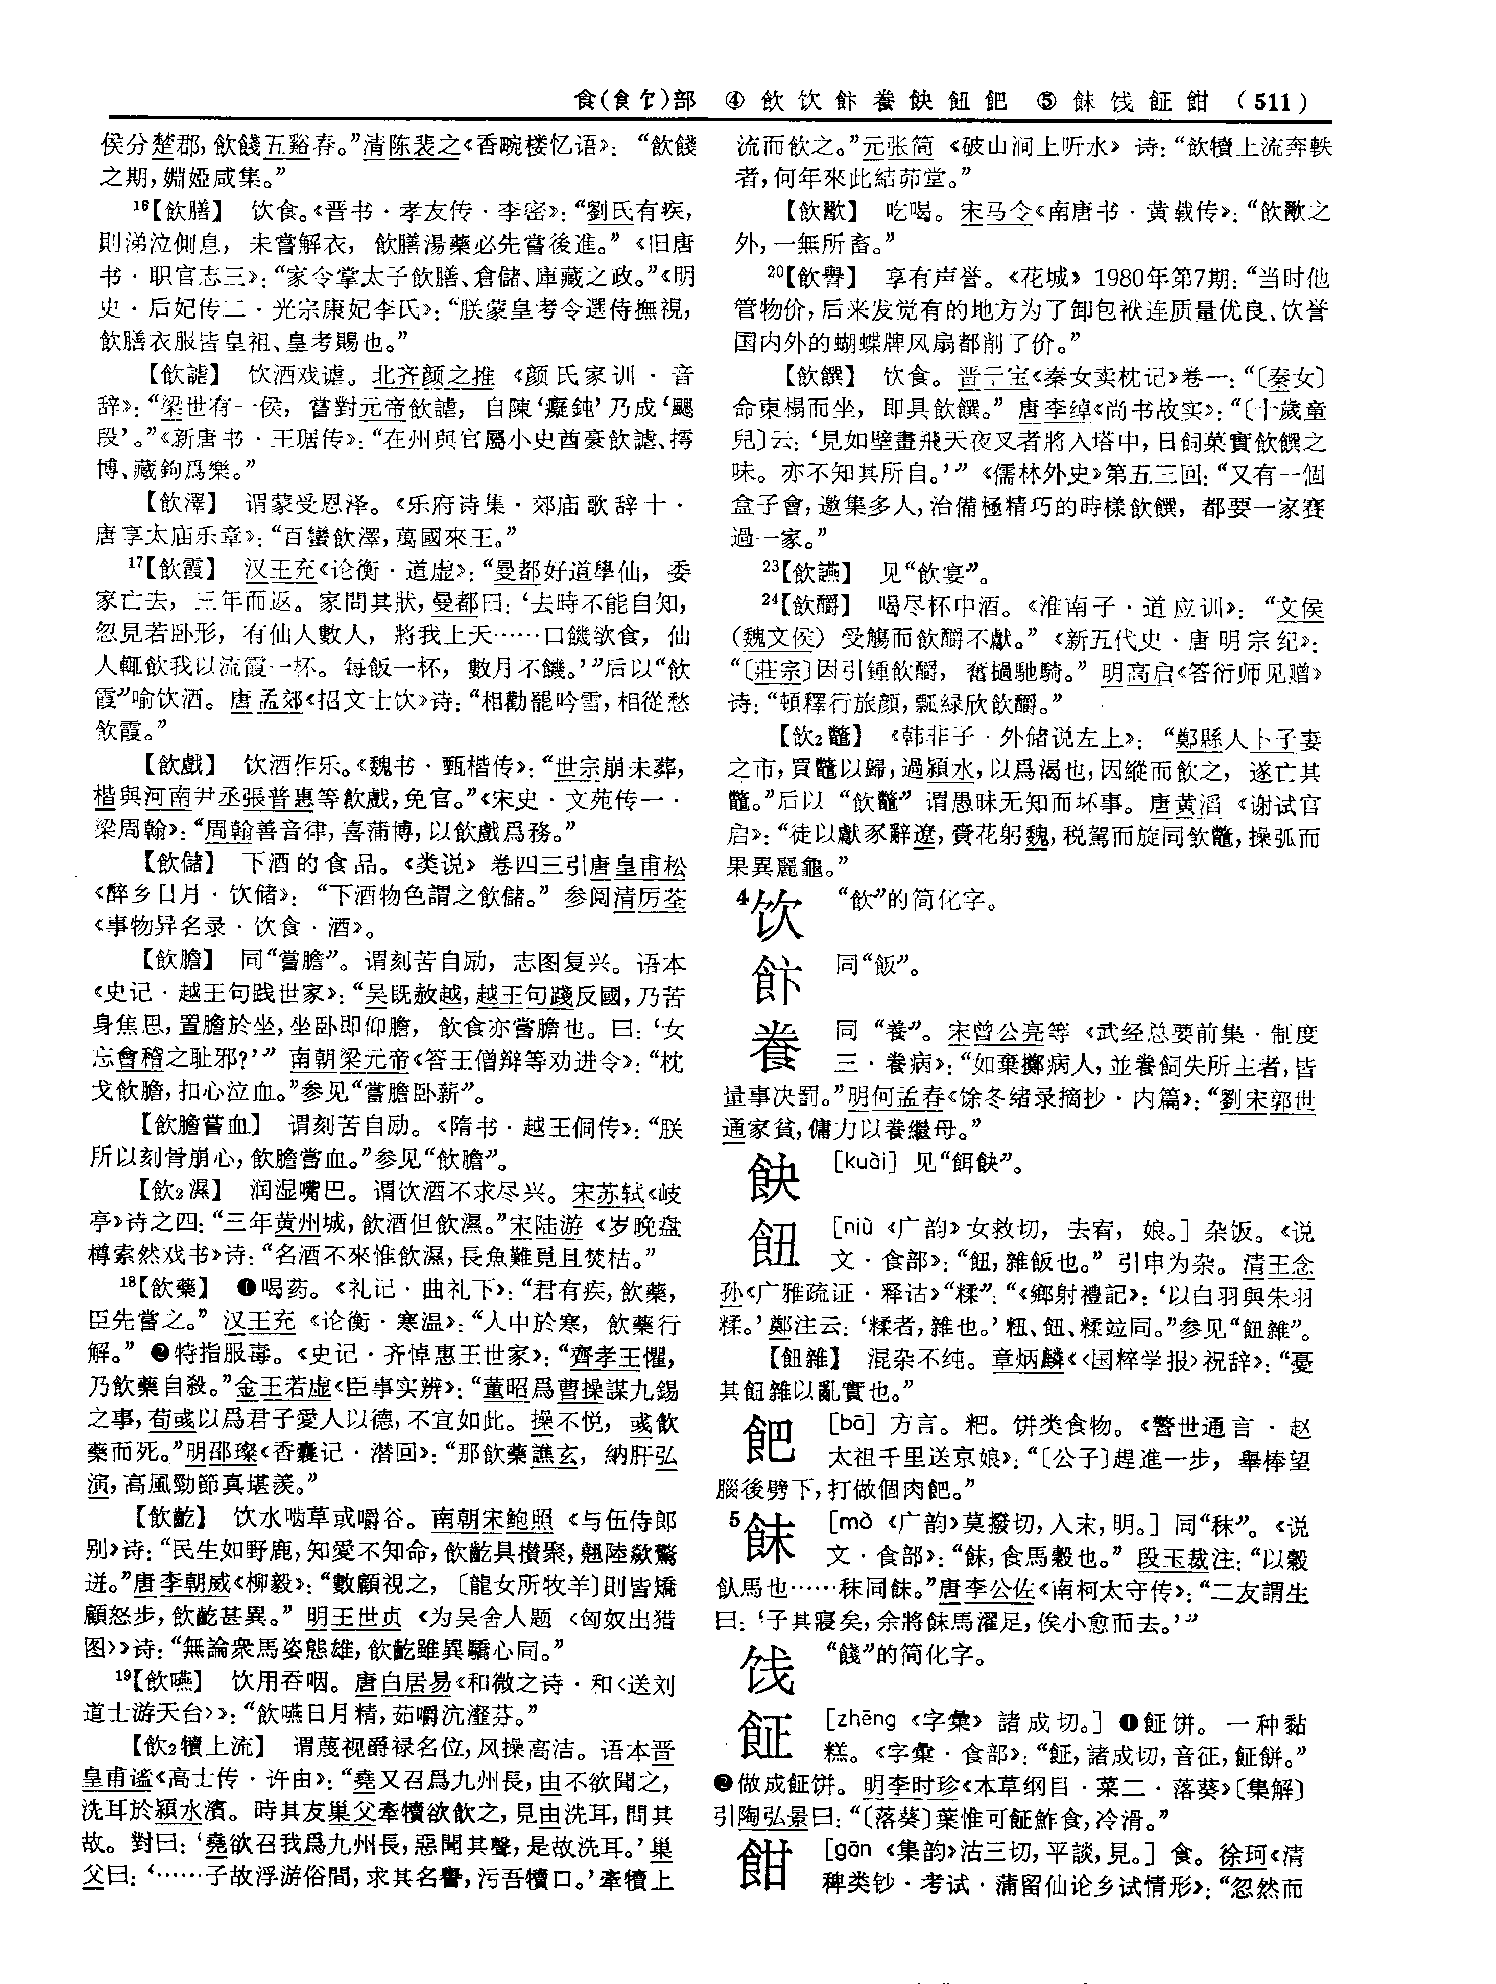 食(飠饣)部 ④ 飲 饮 飰 飬 䬣 䬴 飽 ⑤ 餗 饯 䬬 䬵 (511)
侯分楚郡，飲餞五谿春。”清陈裴之《香畹楼忆语》：“飲餞
之期，嫺婭咸集。”
16【飲膳】 饮食。《晋书·孝友传·李密》：“劉氏有疾，
則涕泣側息，未嘗解衣，飲膳湯藥必先嘗後進。”《旧唐
书·职官志三》：“家令掌太子飲膳、倉儲、庫藏之政。”《明
史·后妃传二·光宗康妃李氏》：“朕蒙皇考令選侍撫視，
飲膳衣服皆皇祖、皇考賜也。”
【飲謔】 饮酒戏谑。北齐颜之推《颜氏家训·音
辞》：“梁世有一侯，嘗對元帝飲謔，自陳‘癡鈍’乃成‘颸
段’。”《新唐书·王琚传》：“在州與官屬小史酋豪飲謔、摴
博、藏鉤爲樂。”
【飲澤】 谓蒙受恩泽。《乐府诗集·郊庙歌辞十·
唐享太庙乐章》：“百蠻飲澤，萬國來王。”
17【飲霞】 汉王充《论衡·道虚》：“曼都好道學仙，委
家亡去，三年而返。家問其狀，曼都曰：‘去時不能自知，
忽見若卧形，有仙人數人，將我上天……口饑欲食，仙
人輒飲我以流霞一杯。每飯一杯，數月不饑。’”后以“飲
霞”喻饮酒。唐孟郊《招文士饮》诗：“相勸罷吟雪，相從愁
飲霞。”
【飲戲】 饮酒作乐。《魏书·甄楷传》：“世宗崩未葬，
楷與河南尹丞張普惠等飲戲，免官。”《宋史·文苑传一·
梁周翰》：“周翰善音律，喜蒲博，以飲戲爲務。”
【飲儲】 下酒的食品。《类说》卷四三引唐皇甫松
《醉乡日月·饮储》：“下酒物色謂之飲儲。”参阅清厉荃
《事物异名录·饮食·酒》。
【飲膽】 同“嘗膽”。谓刻苦自励，志图复兴。语本
《史记·越王句践世家》：“吴既赦越，越王句踐反國，乃苦
身焦思，置膽於坐，坐卧即仰膽，飲食亦嘗膽也。曰：‘女
忘會稽之耻邪？’”南朝梁元帝《答王僧辩等劝进令》：“枕
戈飲膽，扣心泣血。”参见“嘗膽卧薪”。
【飲膽嘗血】 谓刻苦自励。《隋书·越王侗传》：“朕
所以刻骨崩心，飲膽嘗血。”参见“飲膽”。
【飲₂濕】 润湿嘴巴。谓饮酒不求尽兴。宋苏轼《岐
亭》诗之四：“三年黄州城，飲酒但飲濕。”宋陆游《岁晚盘
樽索然戏书》诗：“名酒不來惟飲濕，長魚難覓且焚枯。”
18【飲藥】 ❶喝药。《礼记·曲礼下》：“君有疾，飲藥，
臣先嘗之。”汉王充《论衡·寒温》：“人中於寒，飲藥行
解。”❷特指服毒。《史记·齐悼惠王世家》：“齊孝王懼，
乃飲藥自殺。”金王若虚《臣事实辨》：“董昭爲曹操謀九錫
之事，荀彧以爲君子愛人以德，不宜如此。操不悦，彧飲
藥而死。”明邵璨《香囊记·潜回》：“那飲藥譙玄，納肝弘
演，高風勁節真堪羨。”
【飲齕】 饮水啮草或嚼谷。南朝宋鲍照《与伍侍郎
别》诗：“民生如野鹿，知愛不知命，飲齕具攢聚，翹陸欻驚
迸。”唐李朝威《柳毅》：“數顧視之，〔龍女所牧羊〕則皆矯
顧怒步，飲齕甚異。”明王世贞《为吴舍人题〈匈奴出猎
图〉》诗：“無論衆馬姿態雄，飲齕雖異驕心同。”
19【飲嚥】 饮用吞咽。唐白居易《和微之诗·和〈送刘
道士游天台〉》：“飲嚥日月精，茹嚼沆瀣芬。”
【飲₂犢上流】 谓蔑视爵禄名位，风操高洁。语本晋
皇甫谧《高士传·许由》：“堯又召爲九州長，由不欲聞之，
洗耳於潁水濱。時其友巢父牽犢欲飲之，見由洗耳，問其
故。對曰：‘堯欲召我爲九州長，惡聞其聲，是故洗耳。’巢
父曰：‘……子故浮游俗間，求其名譽，污吾犢口。’牽犢上
流而飲之。”元张简《破山涧上听水》诗：“飲犢上流奔軼
者，何年來此結茆堂。”
【飲歠】 吃喝。宋马令《南唐书·黄载传》：“飲歠之
外，一無所畜。”
20【飲譽】 享有声誉。《花城》1980年第7期：“当时他
管物价，后来发觉有的地方为了卸包袱连质量优良、饮誉
国内外的蝴蝶牌风扇都削了价。”
【飲饌】 饮食。晋干宝《秦女卖枕记》卷一：“〔秦女〕
命東榻而坐，即具飲饌。”唐李绰《尚书故实》：“〔十歲童
兒〕云：‘見如壁畫飛天夜叉者將入塔中，日飼菓實飲饌之
味。亦不知其所自。’”《儒林外史》第五三回：“又有一個
盒子會，邀集多人，治備極精巧的時樣飲饌，都要一家賽
過一家。”
23【飲讌】 见“飲宴”。
24【飲釂】 喝尽杯中酒。《淮南子·道应训》：“文侯
（魏文侯）受觴而飲釂不獻。”《新五代史·唐明宗纪》：
“〔莊宗〕因引鍾飲釂，奮檛馳騎。”明高启《答衍师见赠》
诗：“頓釋行旅顔，瓢緑欣飲釂。”
【飲₂鼈】 《韩非子·外储说左上》：“鄭縣人卜子妻
之市，買鼈以歸，過潁水，以爲渴也，因縱而飲之，遂亡其
鼈。”后以“飲鼈”谓愚昧无知而坏事。唐黄滔《谢试官
启》：“徒以獻豕辭遼，賫花躬魏，税駕而旋同飲鼈，操弧而
果異麗龜。”
4饮 “飲”的简化字。
飰 同“飯”。
飬 同“養”。宋曾公亮等《武经总要前集·制度
三·飬病》：“如棄擲病人，並飬飼失所主者，皆
量事决罚。”明何孟春《馀冬绪录摘抄·内篇》：“劉宋郭世
通家貧，傭力以飬繼母。”
䬣 [kuài] 见“餌䬣”。
䬴 [niù《广韵》女救切，去宥，娘。] 杂饭。《说
文·食部》：“䬴，雜飯也。”引申为杂。清王念
孙《广雅疏证·释诂》“糅”：“《鄉射禮記》：‘以白羽與朱羽
糅。’鄭注云：‘糅者，雜也。’粈、䬴、糅竝同。”参见“䬴雜”。
【䬴雜】 混杂不纯。章炳麟《〈国粹学报〉祝辞》：“憂
其䬴雜以亂實也。”
䬶 [bā] 方言。粑。饼类食物。《警世通言·赵
太祖千里送京娘》：“〔公子〕趕進一步，舉棒望
腦後劈下，打做個肉䬶。”
5䬴 [mò《广韵》莫撥切，入末，明。] 同“秣”。《说
文·食部》：“餗，食馬穀也。”段玉裁注：“以穀
飤馬也……秣同餗。”唐李公佐《南柯太守传》：“二友謂生
曰：‘子其寢矣，余將餗馬濯足，俟小愈而去。’”
饯 “餞”的简化字。
䬬 [zhēng《字彙》諸成切。] ❶䬬饼。一种黏
糕。《字彙·食部》：“䬬，諸成切，音征，䬬餅。”
❷做成䬬饼。明李时珍《本草纲目·菜二·落葵》〔集解〕
引陶弘景曰：“〔落葵〕葉惟可䬬鮓食，冷滑。”
䬵 [gān《集韵》沽三切，平談，見。] 食。徐珂《清
稗类钞·考试·蒲留仙论乡试情形》：“忽然而